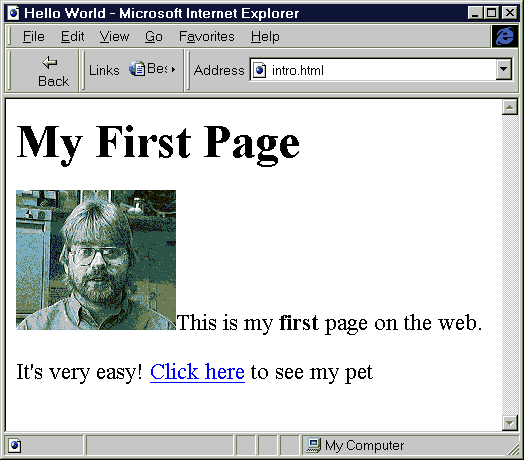 Hello World - Microsoft Internet Explorer
File Edit View Go Favorites Help
Back Links Address intro.html
My First Page
This is my first page on the web.
It's very easy! Click here to see my pet
My Computer